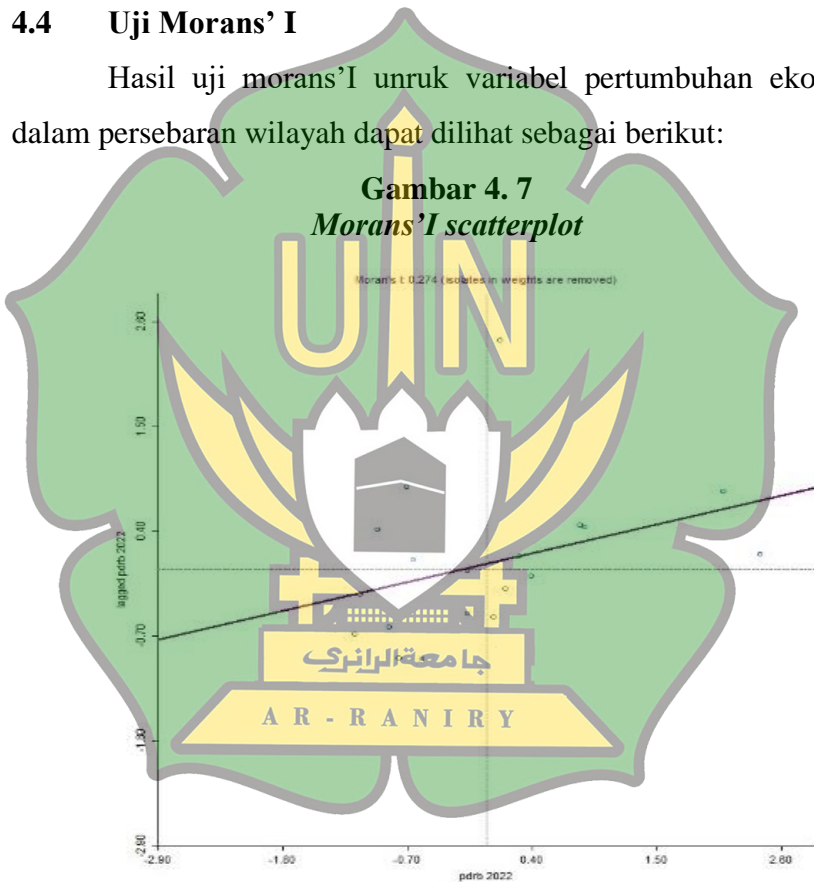 4.4 Uji Morans’ I
Hasil uji morans’I unruk variabel pertumbuhan eko
dalam persebaran wilayah dapat dilihat sebagai berikut:
Gambar 4. 7
Morans’I scatterplot
Moran's I: 0.274 (isolates in weights are removed)
UIN
2.60
1.50
0.40
lagged pdrb 2022
-0.70
-1.80
-2.90
جامعة الرانري
AR-RANIRY
-2.90 -1.80 -0.70 0.40 1.50 2.60
pdrb 2022